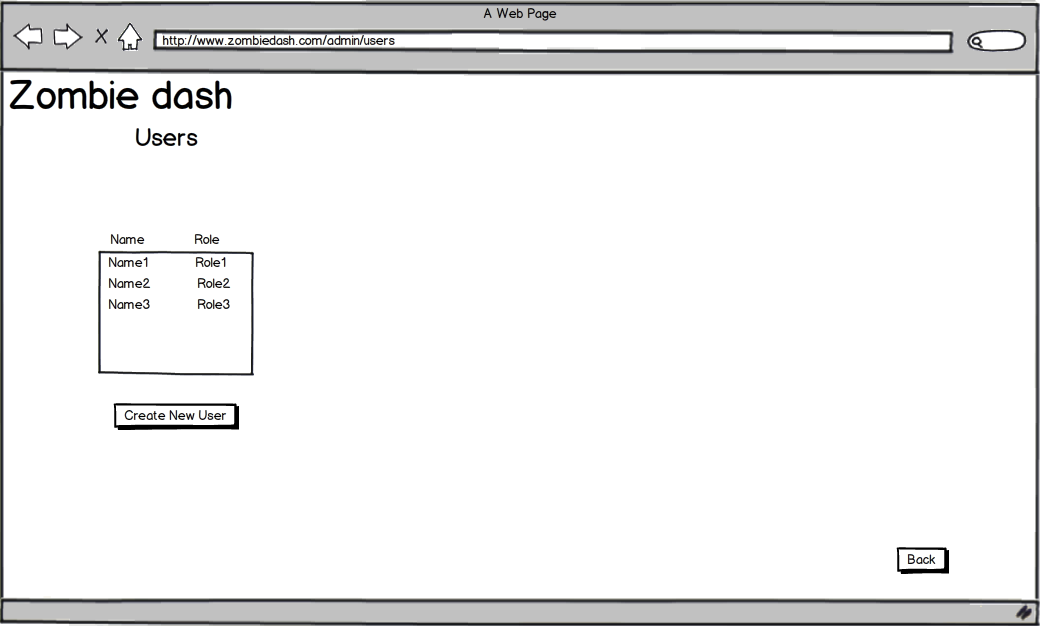 A Web Page
http://www.zombiedash.com/admin/users
Zombie dash
Users
Name Role
Name1 Role1
Name2 Role2
Name3 Role3
Create New User
Back